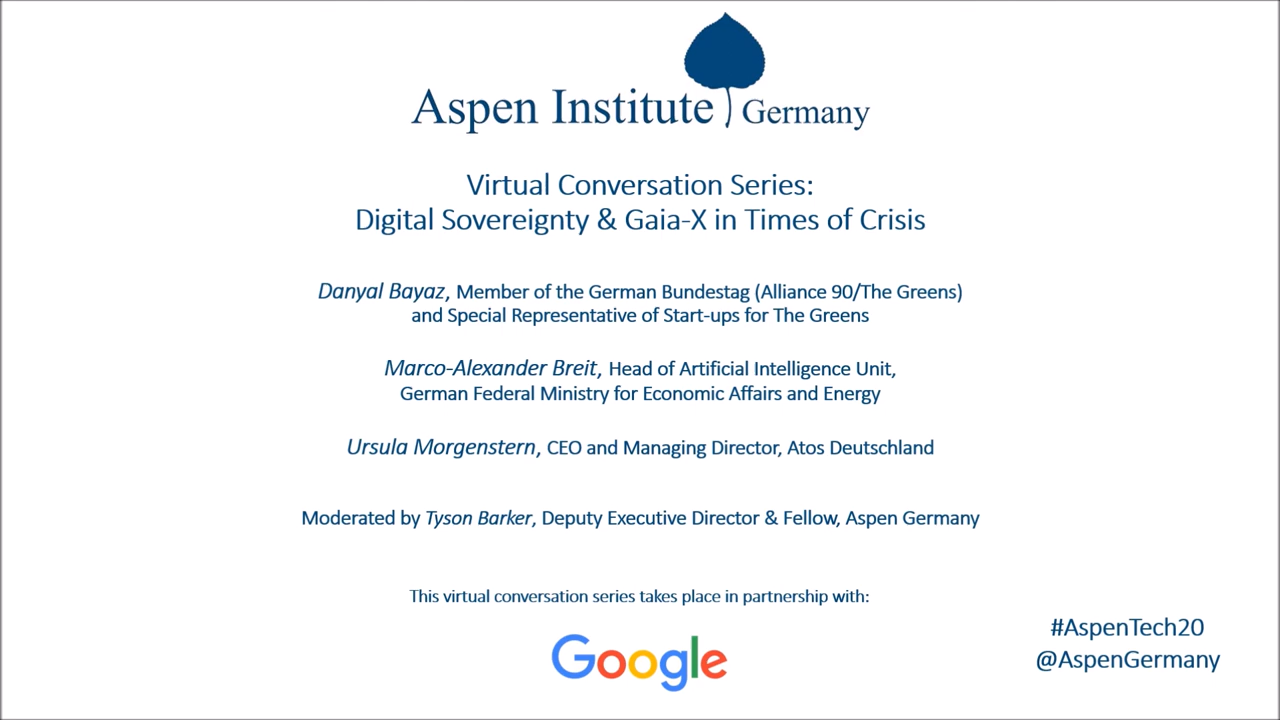 Aspen Institute Germany
Virtual Conversation Series:
Digital Sovereignty & Gaia-X in Times of Crisis
Danyal Bayaz, Member of the German Bundestag (Alliance 90/The Greens)
and Special Representative of Start-ups for The Greens
Marco-Alexander Breit, Head of Artificial Intelligence Unit,
German Federal Ministry for Economic Affairs and Energy
Ursula Morgenstern, CEO and Managing Director, Atos Deutschland
Moderated by Tyson Barker, Deputy Executive Director & Fellow, Aspen Germany
This virtual conversation series takes place in partnership with:
Google
#AspenTech20
@AspenGermany